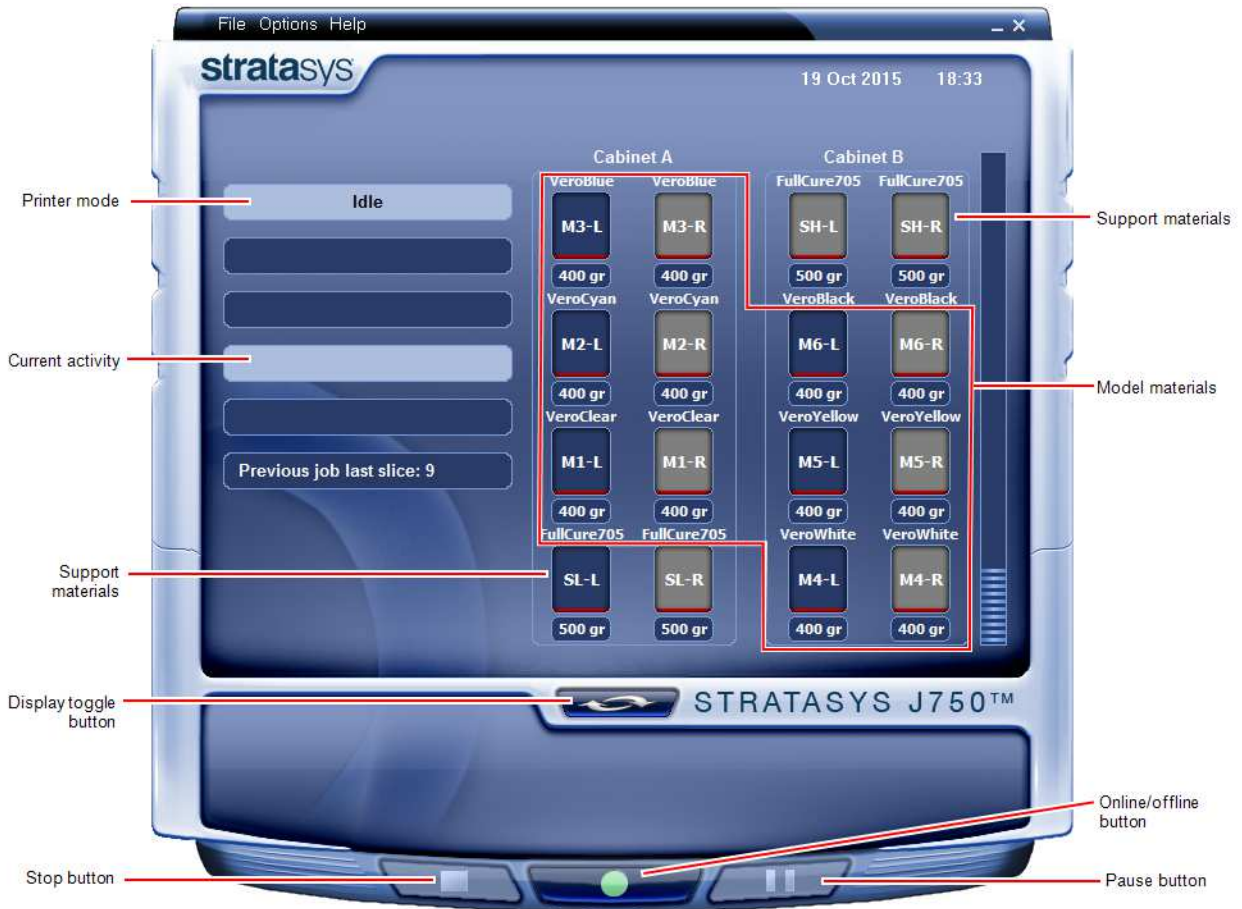 File Options Help
stratasys
19 Oct 2015 18:33
Cabinet A
Cabinet B
VeroBlue VeroBlue FullCure705 FullCure705
Printer mode
Idle
M3-L M3-R SH-L SH-R
Support materials
400 gr 400 gr 500 gr 500 gr
VeroCyan VeroCyan VeroBlack VeroBlack
M2-L M2-R M6-L M6-R
Current activity
400 gr 400 gr 400 gr 400 gr
Model materials
VeroClear VeroClear VeroYellow VeroYellow
M1-L M1-R M5-L M5-R
Previous job last slice: 9
400 gr 400 gr 400 gr 400 gr
FullCure705 FullCure705 VeroWhite VeroWhite
SL-L SL-R M4-L M4-R
Support
materials
500 gr 500 gr 400 gr 400 gr
Display toggle
button
STRATASYS J750™
Online/offline
button
Stop button
Pause button